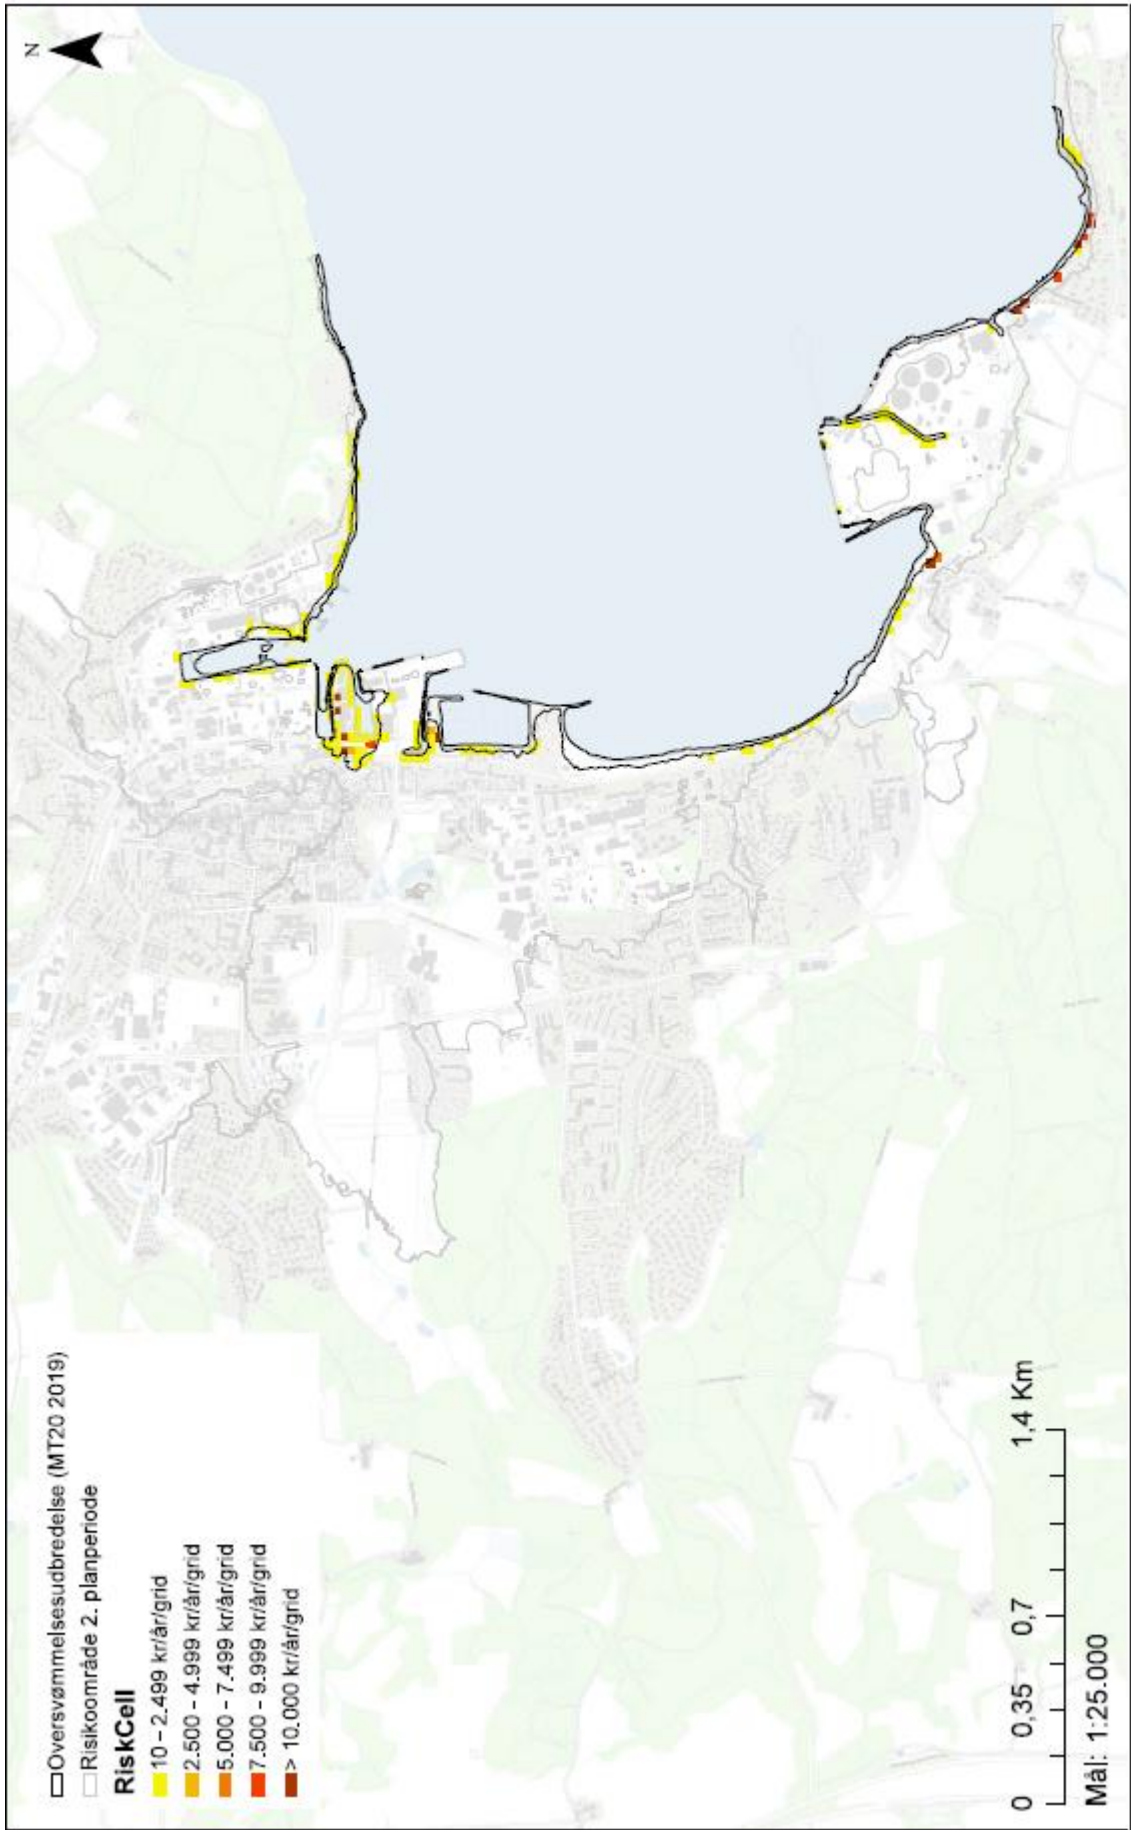 N
Oversvømmelsesudbredelse (MT20 2019)
Risikoområde 2. planperiode
RiskCell
10 – 2.499 kr/år/grid
2.500 – 4.999 kr/år/grid
5.000 – 7.499 kr/år/grid
7.500 – 9.999 kr/år/grid
> 10.000 kr/år/grid
0 0,35 0,7 1,4 Km
Mål: 1:25.000